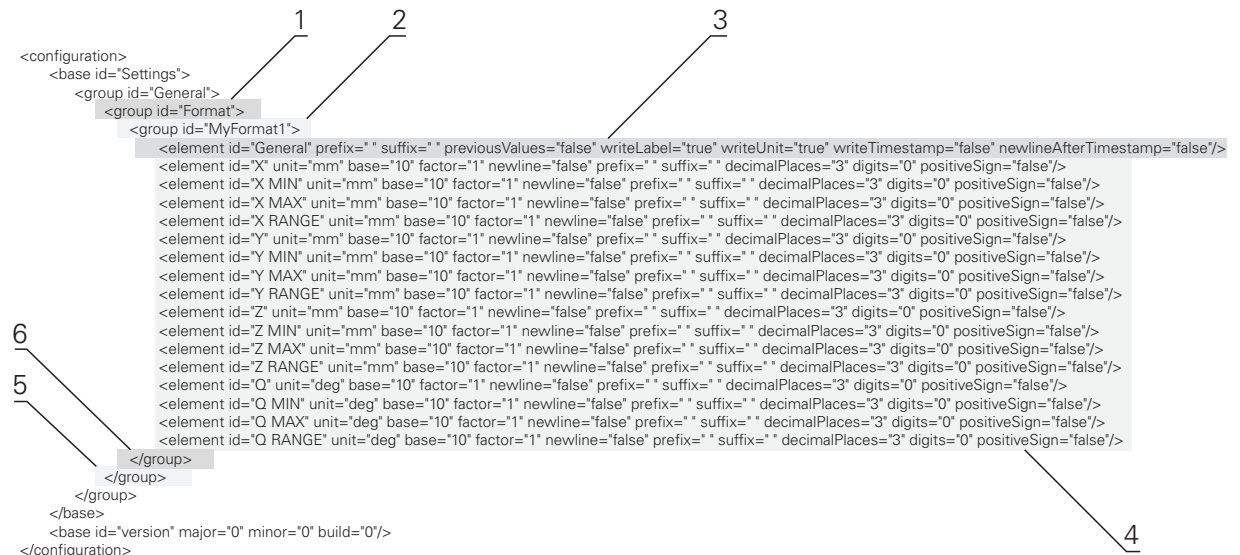 1 2 3
<configuration>
<base id="Settings">
<group id="General">
<group id="Format">
<group id="MyFormat1">
<element id="General" prefix=" " suffix=" " previousValues="false" writeLabel="true" writeUnit="true" writeTimestamp="false" newlineAfterTimestamp="false"/>
<element id="X" unit="mm" base="10" factor="1" newline="false" prefix=" " suffix=" " decimalPlaces="3" digits="0" positiveSign="false"/>
<element id="X MIN" unit="mm" base="10" factor="1" newline="false" prefix=" " suffix=" " decimalPlaces="3" digits="0" positiveSign="false"/>
<element id="X MAX" unit="mm" base="10" factor="1" newline="false" prefix=" " suffix=" " decimalPlaces="3" digits="0" positiveSign="false"/>
<element id="X RANGE" unit="mm" base="10" factor="1" newline="false" prefix=" " suffix=" " decimalPlaces="3" digits="0" positiveSign="false"/>
<element id="Y" unit="mm" base="10" factor="1" newline="false" prefix=" " suffix=" " decimalPlaces="3" digits="0" positiveSign="false"/>
<element id="Y MIN" unit="mm" base="10" factor="1" newline="false" prefix=" " suffix=" " decimalPlaces="3" digits="0" positiveSign="false"/>
<element id="Y MAX" unit="mm" base="10" factor="1" newline="false" prefix=" " suffix=" " decimalPlaces="3" digits="0" positiveSign="false"/>
<element id="Y RANGE" unit="mm" base="10" factor="1" newline="false" prefix=" " suffix=" " decimalPlaces="3" digits="0" positiveSign="false"/>
<element id="Z" unit="mm" base="10" factor="1" newline="false" prefix=" " suffix=" " decimalPlaces="3" digits="0" positiveSign="false"/>
<element id="Z MIN" unit="mm" base="10" factor="1" newline="false" prefix=" " suffix=" " decimalPlaces="3" digits="0" positiveSign="false"/>
<element id="Z MAX" unit="mm" base="10" factor="1" newline="false" prefix=" " suffix=" " decimalPlaces="3" digits="0" positiveSign="false"/>
<element id="Z RANGE" unit="mm" base="10" factor="1" newline="false" prefix=" " suffix=" " decimalPlaces="3" digits="0" positiveSign="false"/>
<element id="Q" unit="deg" base="10" factor="1" newline="false" prefix=" " suffix=" " decimalPlaces="3" digits="0" positiveSign="false"/>
<element id="Q MIN" unit="deg" base="10" factor="1" newline="false" prefix=" " suffix=" " decimalPlaces="3" digits="0" positiveSign="false"/>
<element id="Q MAX" unit="deg" base="10" factor="1" newline="false" prefix=" " suffix=" " decimalPlaces="3" digits="0" positiveSign="false"/>
<element id="Q RANGE" unit="deg" base="10" factor="1" newline="false" prefix=" " suffix=" " decimalPlaces="3" digits="0" positiveSign="false"/>
6
5
</group>
</group>
</group>
</base>
<base id="version" major="0" minor="0" build="0"/>
</configuration>
4